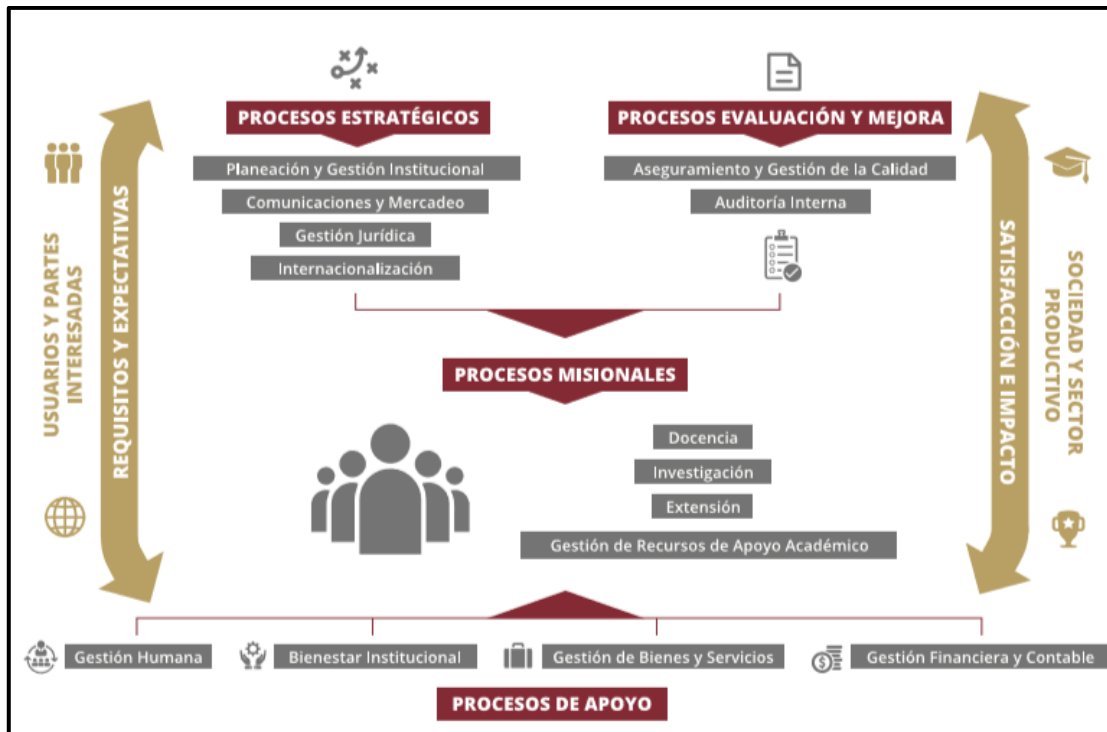 PROCESOS ESTRATÉGICOS
Planeación y Gestión Institucional
Comunicaciones y Mercadeo
Gestión Jurídica
Internacionalización
PROCESOS EVALUACIÓN Y MEJORA
Aseguramiento y Gestión de la Calidad
Auditoría Interna
USUARIOS Y PARTES
INTERESADAS
REQUISITOS Y EXPECTATIVAS
SATISFACCIÓN E IMPACTO
SOCIEDAD Y SECTOR
PRODUCTIVO
PROCESOS MISIONALES
Docencia
Investigación
Extensión
Gestión de Recursos de Apoyo Académico
Gestión Humana
Bienestar Institucional
Gestión de Bienes y Servicios
Gestión Financiera y Contable
PROCESOS DE APOYO